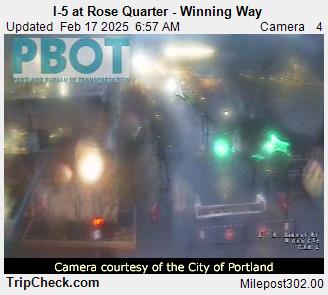 I-5 at Rose Quarter - Winning Way
Updated Feb 17 2025 6:57 AM Camera 4
PBOT
PORTLAND BUREAU OF TRANSPORTATION
Camera courtesy of the City of Portland
TripCheck.com Milepost302.00